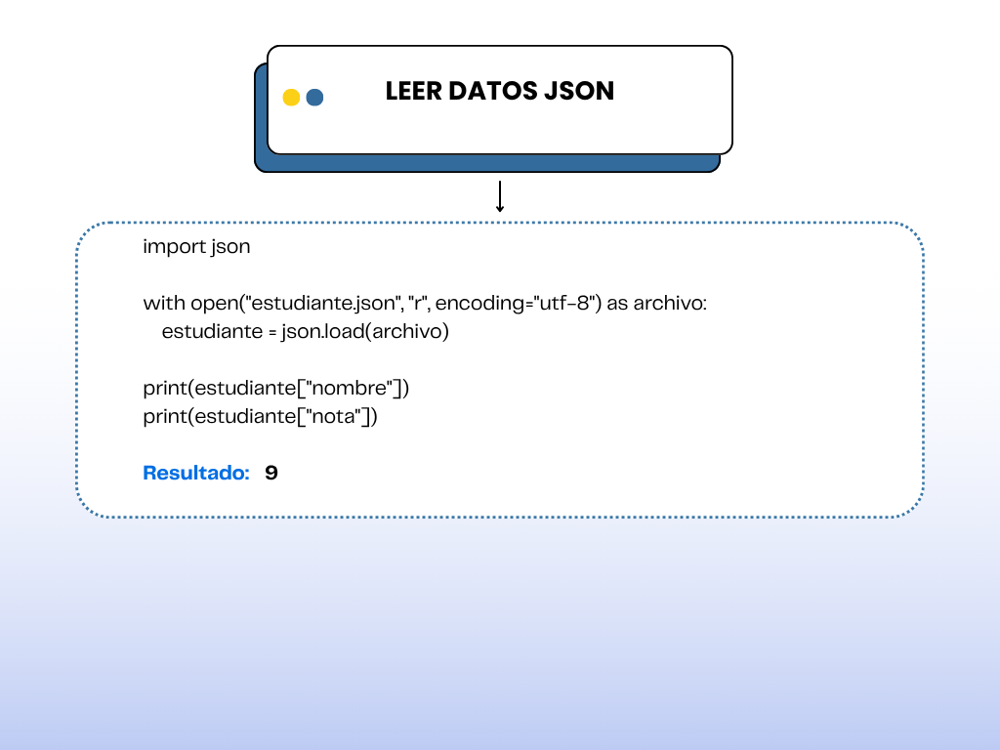 LEER DATOS JSON
import json
with open("estudiante.json", "r", encoding="utf-8") as archivo:
    estudiante = json.load(archivo)
print(estudiante["nombre"])
print(estudiante["nota"])
Resultado: 9